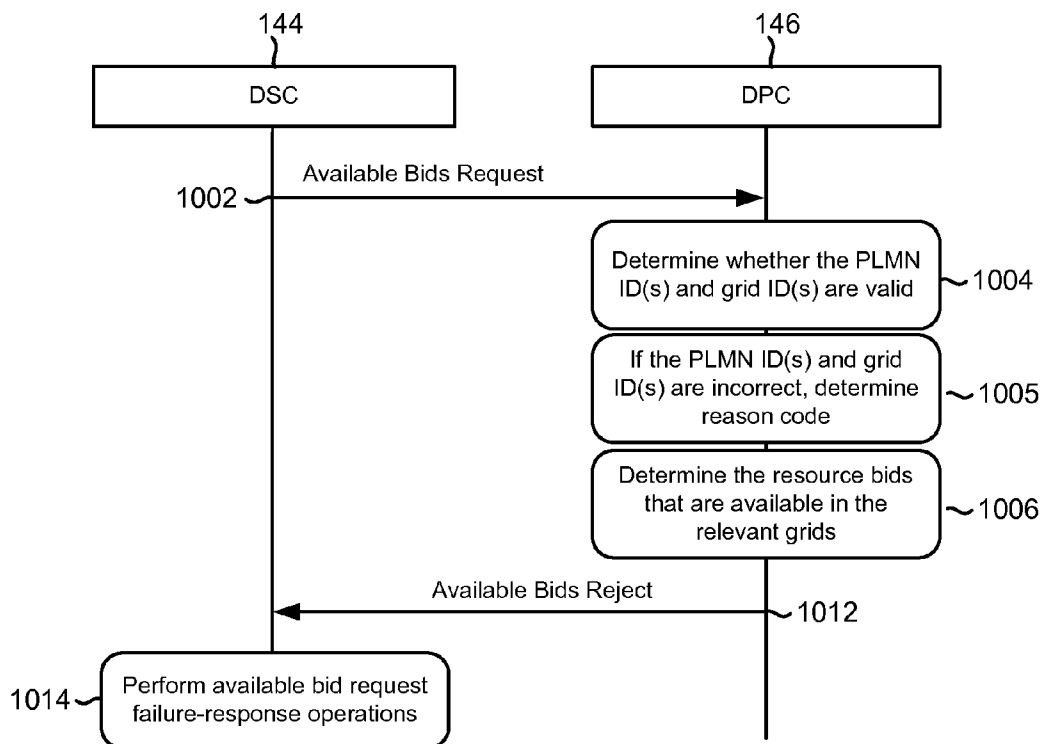 144
146
DSC
DPC
Available Bids Request
1002
Determine whether the PLMN
ID(s) and grid ID(s) are valid
1004
If the PLMN ID(s) and grid
ID(s) are incorrect, determine
reason code
1005
Determine the resource bids
that are available in the
relevant grids
1006
Available Bids Reject
1012
1014
Perform available bid request
failure-response operations